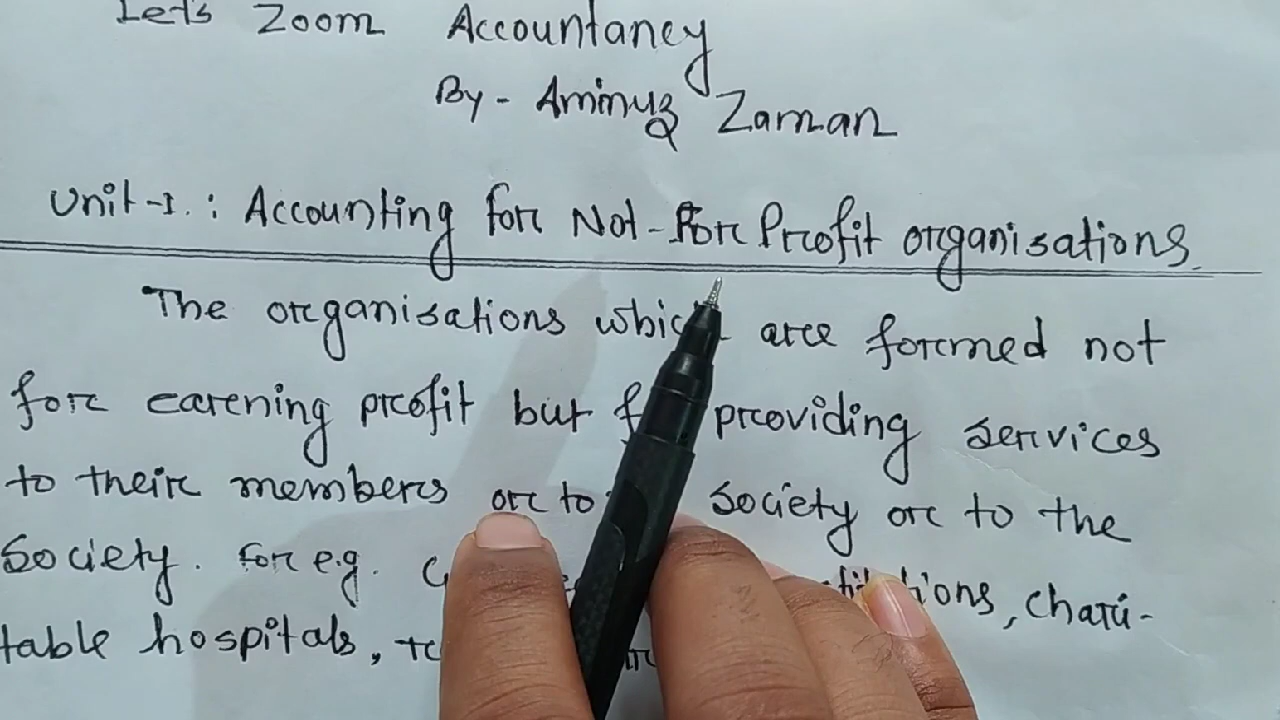 Let's Zoom Accountancy
By - Aminuz Zaman
Unit-I. : Accounting for Not-For Profit organisations.
The organisations which are formed not
for earning profit but providing services
to their members or to society or to the
Society. For e.g. tutions, chari-
table hospitals,